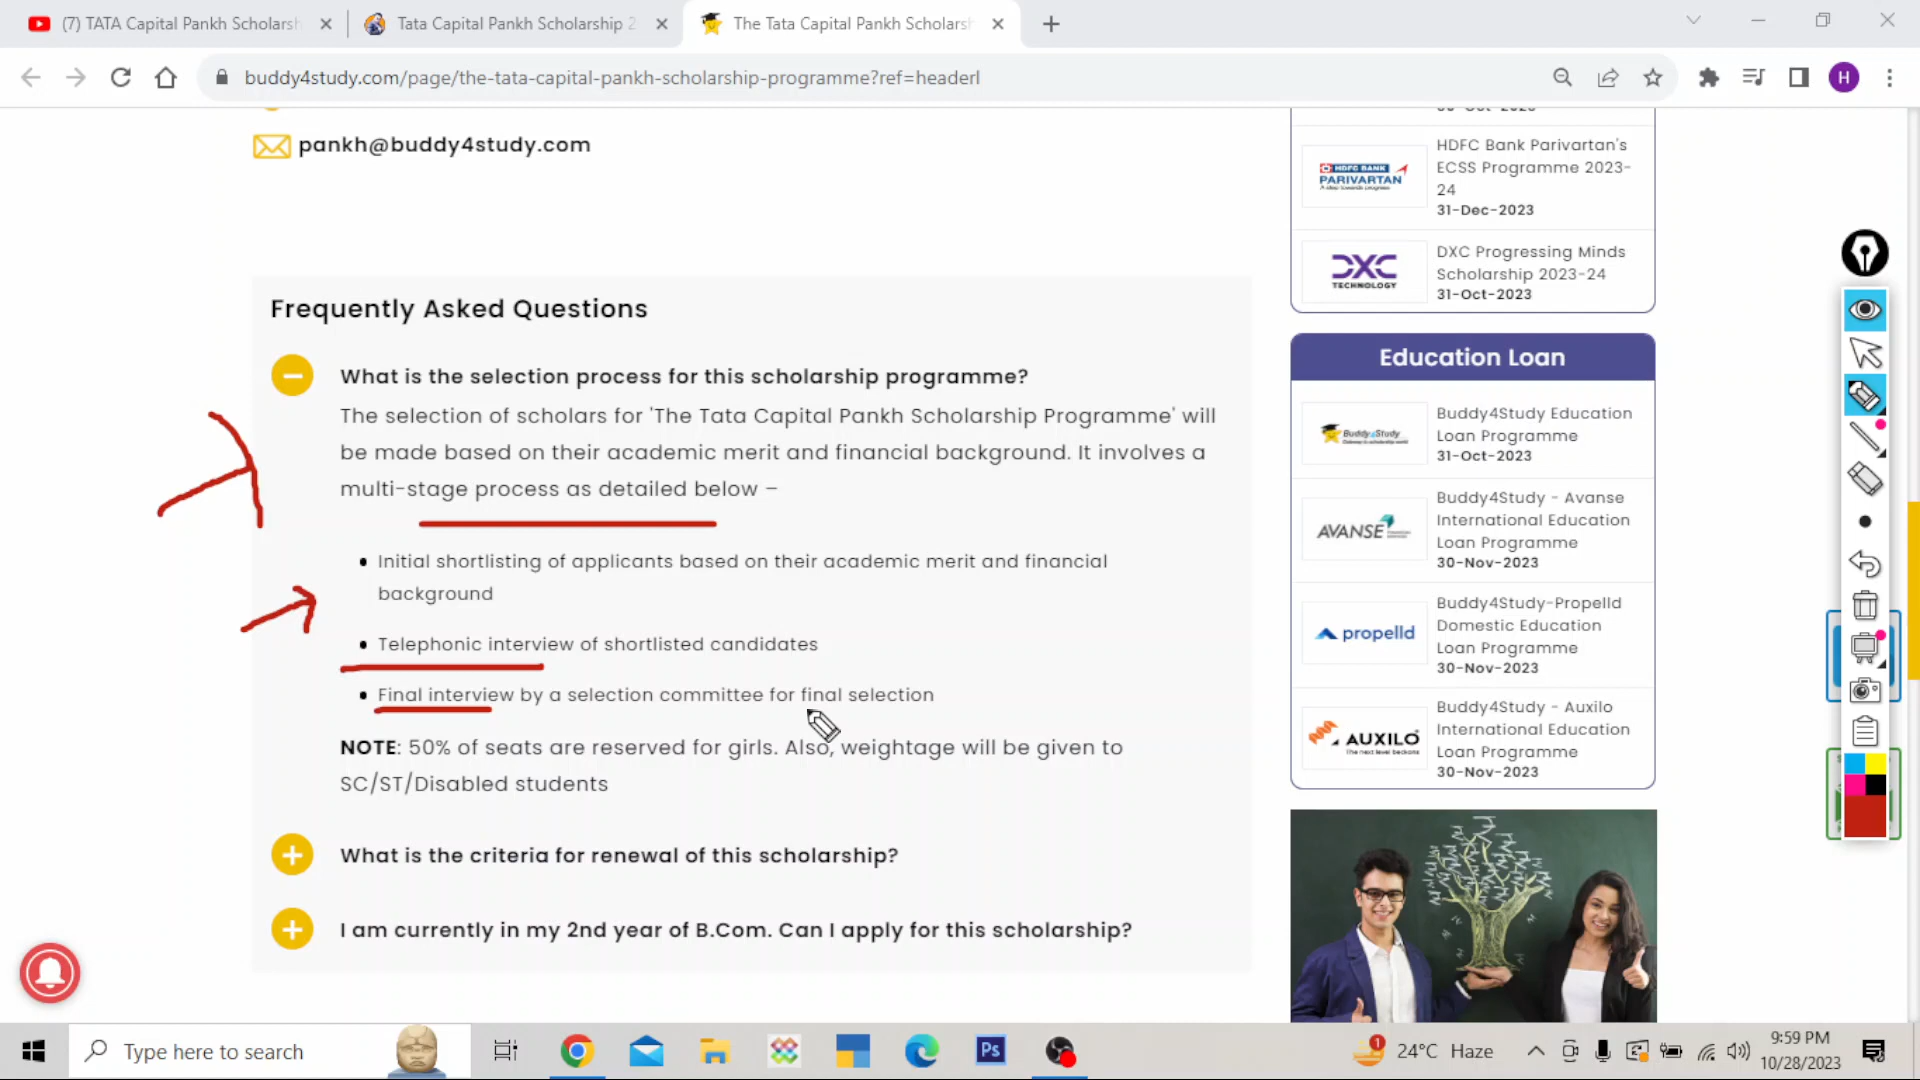 (7) TATA Capital Pankh Scholarsh
Tata Capital Pankh Scholarship 2
The Tata Capital Pankh Scholarsh
buddy4study.com/page/the-tata-capital-pankh-scholarship-programme?ref=headerl
H
pankh@buddy4study.com
HDFC BANK
PARIVARTAN
HDFC Bank Parivartan's
ECSS Programme 2023-
24
31-Dec-2023
DXC
TECHNOLOGY
DXC Progressing Minds
Scholarship 2023-24
31-Oct-2023
Frequently Asked Questions
What is the selection process for this scholarship programme?
The selection of scholars for 'The Tata Capital Pankh Scholarship Programme' will
be made based on their academic merit and financial background. It involves a
multi-stage process as detailed below –
• Initial shortlisting of applicants based on their academic merit and financial
background
• Telephonic interview of shortlisted candidates
• Final interview by a selection committee for final selection
NOTE: 50% of seats are reserved for girls. Also, weightage will be given to
SC/ST/Disabled students
What is the criteria for renewal of this scholarship?
I am currently in my 2nd year of B.Com. Can I apply for this scholarship?
Education Loan
Buddy4Study
Buddy4Study Education
Loan Programme
31-Oct-2023
AVANSE
Buddy4Study - Avanse
International Education
Loan Programme
30-Nov-2023
propelld
Buddy4Study-Propelld
Domestic Education
Loan Programme
30-Nov-2023
AUXILO
The next level beckons
Buddy4Study - Auxilo
International Education
Loan Programme
30-Nov-2023
Type here to search
Ps
1
24°C Haze
9:59 PM
10/28/2023